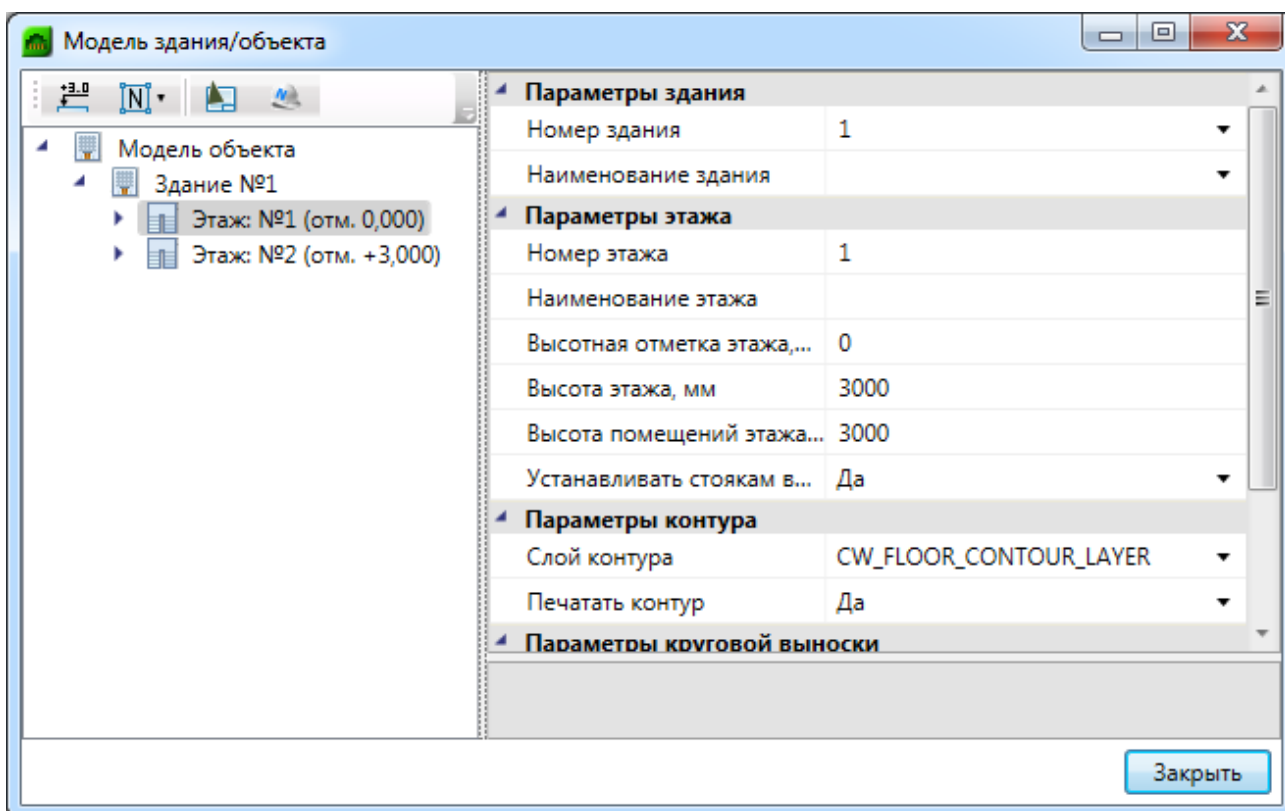 Модель здания/объекта
+3.0
N
Модель объекта
Здание №1
Этаж: №1 (отм. 0,000)
Этаж: №2 (отм. +3,000)
Параметры здания
Номер здания 1
Наименование здания
Параметры этажа
Номер этажа 1
Наименование этажа
Высотная отметка этажа,... 0
Высота этажа, мм 3000
Высота помещений этажа... 3000
Устанавливать стоякам в... Да
Параметры контура
Слой контура CW_FLOOR_CONTOUR_LAYER
Печатать контур Да
Параметры круговой выноски
Закрыть